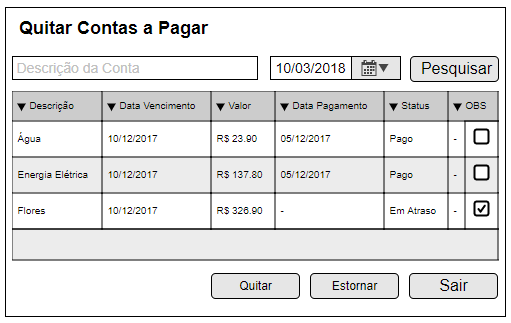 Quitar Contas a Pagar
Descrição da Conta 10/03/2018 Pesquisar
Descrição Data Vencimento Valor Data Pagamento Status OBS
Água 10/12/2017 R$ 23.90 05/12/2017 Pago -
Energia Elétrica 10/12/2017 R$ 137.80 05/12/2017 Pago -
Flores 10/12/2017 R$ 326.90 - Em Atraso -
Quitar Estornar Sair